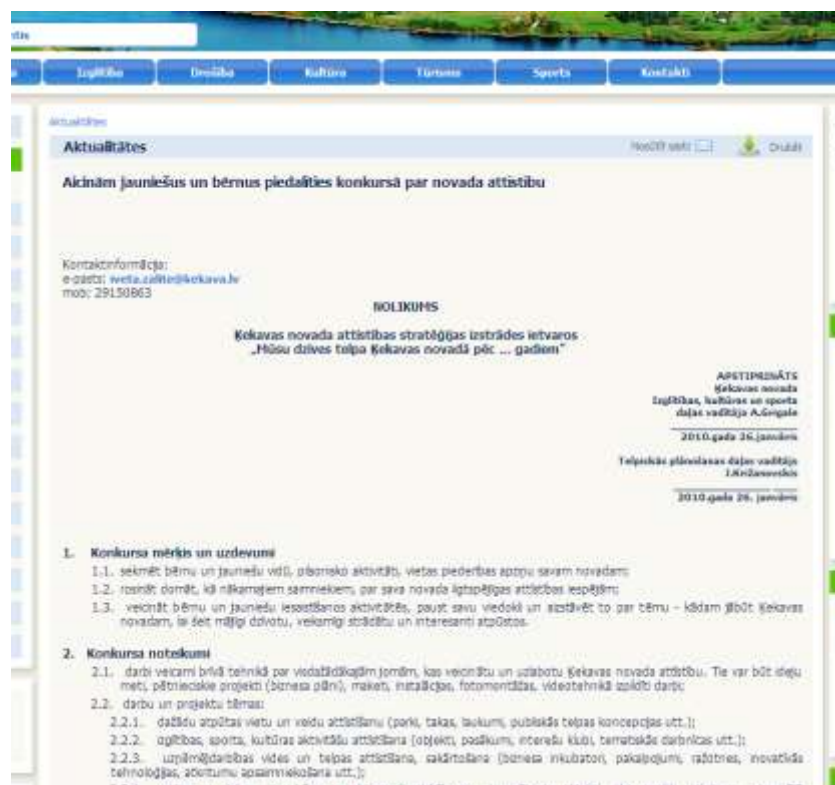 Izglītība Drošība Kultūra Tūrisms Sports Kontakti
Aktualitātes
Aktualitātes
Nosūtīt saiti Drukāt
Aicinām jauniešus un bērnus piedalīties konkursā par novada attīstību
Kontaktinformācija:
e-pasts: iveta.zalite@kekava.lv
mob: 29150863
NOLIKUMS
Ķekavas novada attīstības stratēģijas izstrādes ietvaros
„Mūsu dzīves telpa Ķekavas novadā pēc ... gadiem"
APSTIPRINĀTS
Ķekavas novada
Izglītības, kultūras un sporta
daļas vadītāja A.Geigale
2010.gada 26.janvāris
Telpiskās plānošanas daļas vadītājs
J.Križanovskis
2010.gada 26. janvāris
1. Konkursa mērķis un uzdevumi
1.1. sekmēt bērnu un jauniešu vidū, pilsonisko aktivitāti, vietas piederības apziņu savam novadam;
1.2. rosināt domāt, kā nākamajiem saimniekiem, par sava novada ilgtspējīgas attīstības iespējām;
1.3. veicināt bērnu un jauniešu iesaistīšanos aktivitātēs, paust savu viedokli un aizstāvēt to par tēmu – kādam jābūt Ķekavas
novadam, lai šeit mājīgi dzīvotu, veiksmīgi strādātu un interesanti atpūstos.
2. Konkursa noteikumi
2.1. darbi veicami brīvā tehnikā par visdažādākajām jomām, kas veicinātu un uzlabotu Ķekavas novada attīstību. Tie var būt ideju
meti, pētnieciskie projekti (biznesa plāni), maketi, instalācijas, fotomontāžas, videotehnikā izpildīti darbi;
2.2. darbu un projektu tēmas:
2.2.1. dažādu atpūtas vietu un veidu attīstīšanu (parki, takas, laukumi, publiskās telpas koncepcijas utt.);
2.2.2. izglītības, sporta, kultūras aktivitāšu attīstīšana (objekti, pasākumi, interešu klubi, tematiskās darbnīcas utt.);
2.2.3. uzņēmējdarbības vides un telpas attīstīšana, sakārtošana (biznesa inkubatori, pakalpojumi, ražotnes, inovatīvās
tehnoloģijas, atkritumu apsaimniekošana utt.);